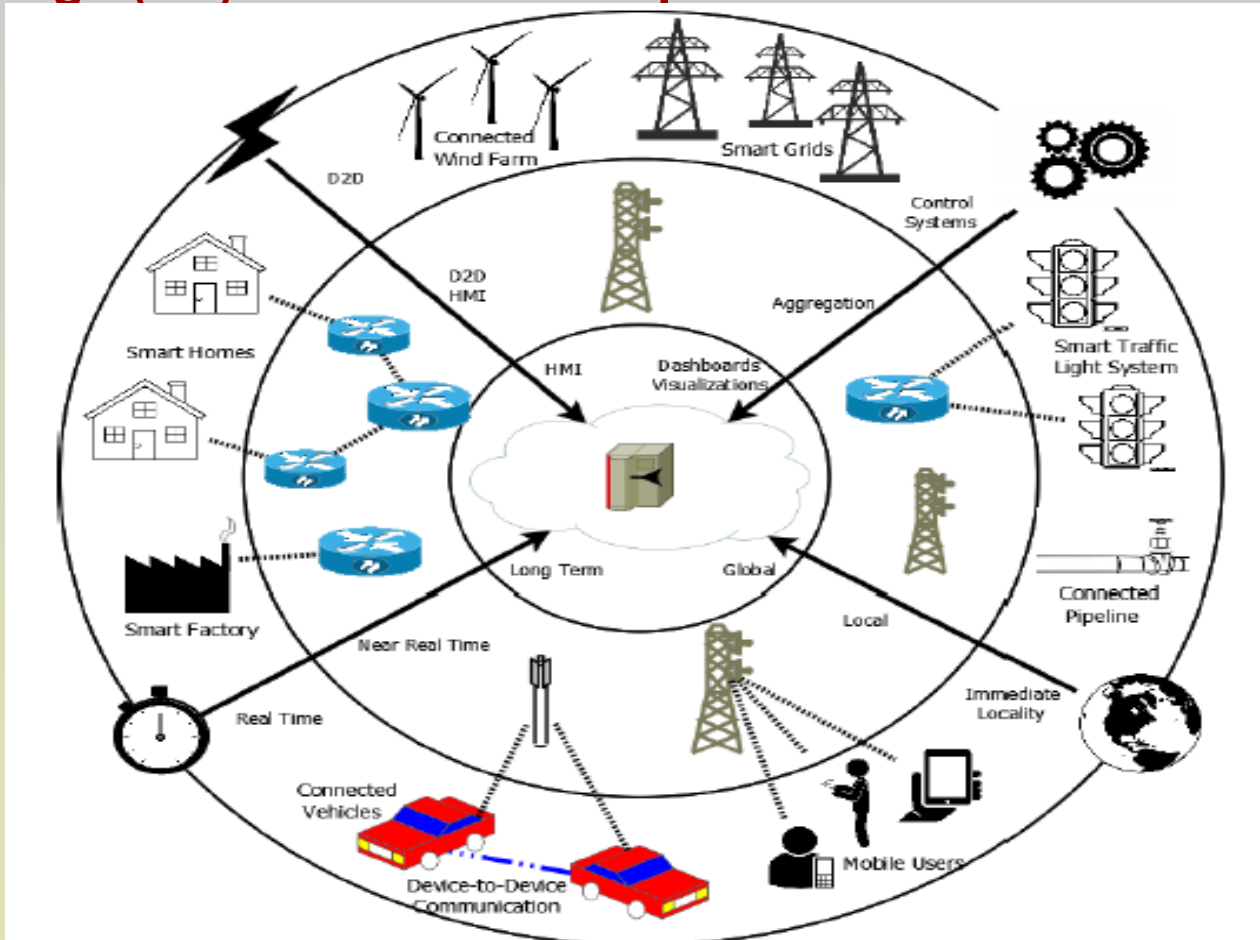 Connected
Wind Farm
Smart Grids
D2D
Control
Systems
D2D
HMI
Aggregation
Smart Homes
HMI
Dashboards
Visualizations
Smart Traffic
Light System
Long Term
Global
Connected
Pipeline
Smart Factory
Near Real Time
Local
Real Time
Immediate
Locality
Connected
Vehicles
Mobile Users
Device-to-Device
Communication